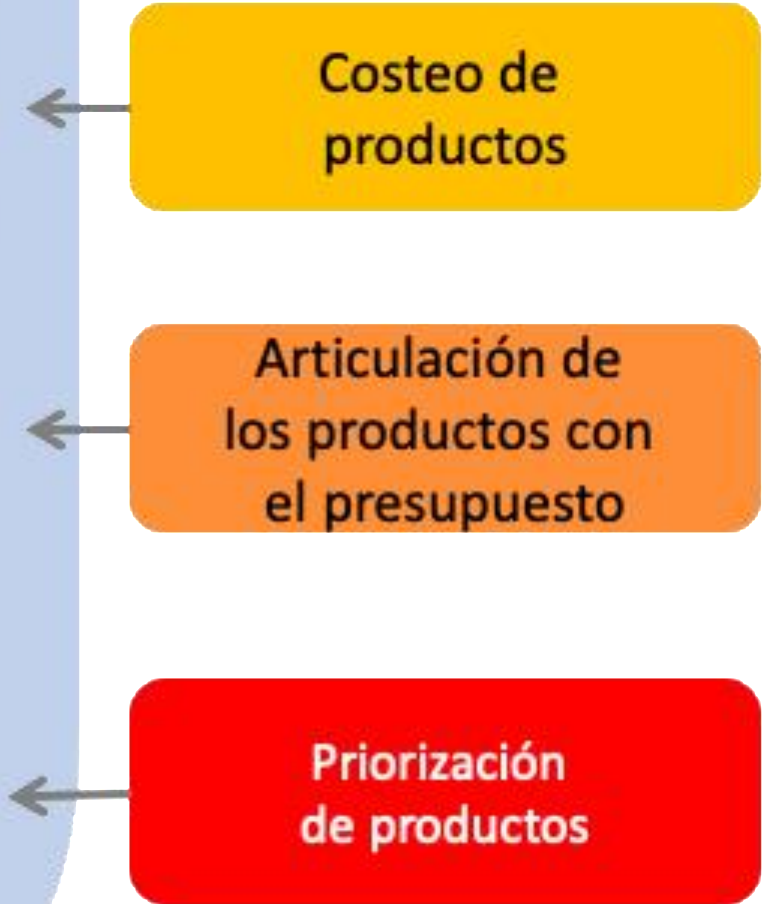 Costeo de
productos
Articulación de
los productos con
el presupuesto
Priorización
de productos